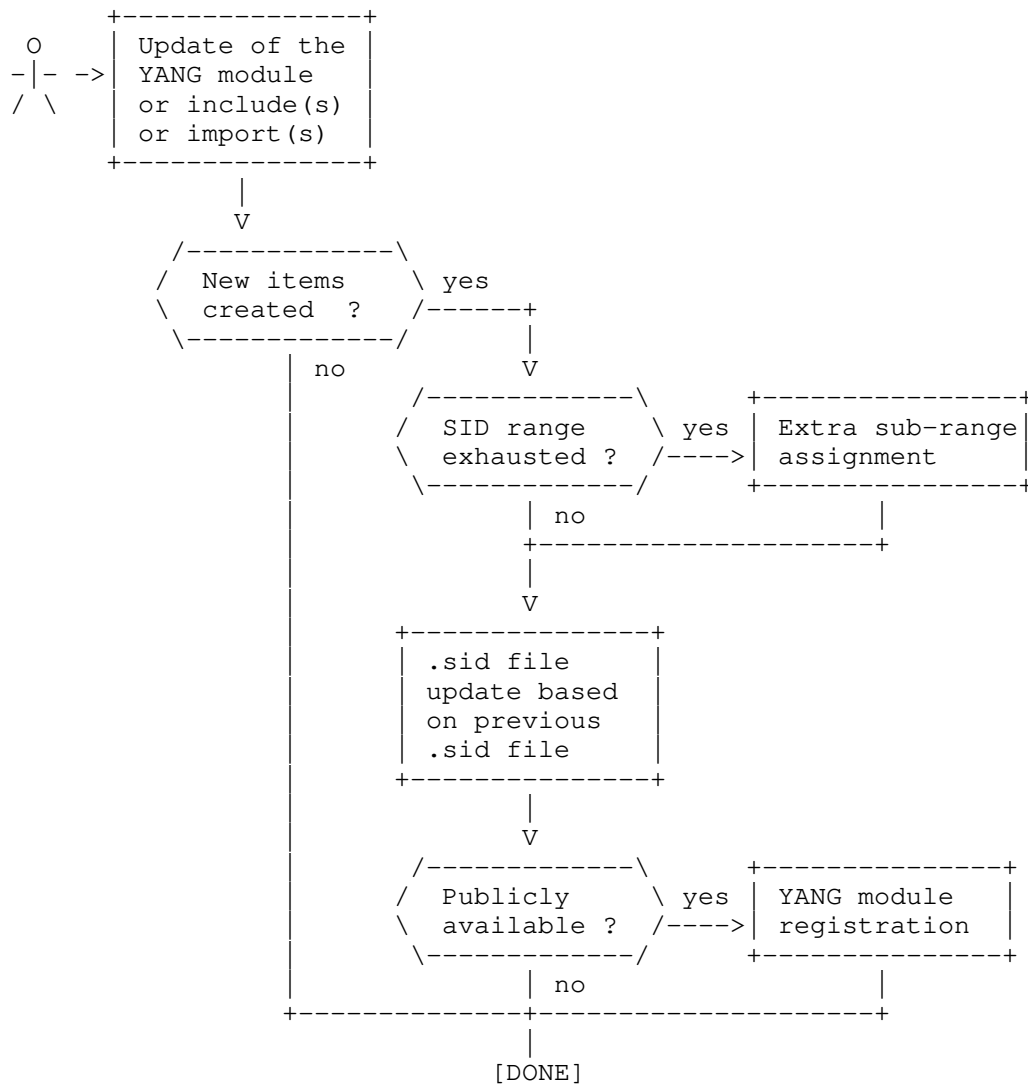 Update of the
YANG module
or include(s)
or import(s)
New items
created ?
yes
no
SID range
exhausted ?
yes
Extra sub-range
assignment
no
.sid file
update based
on previous
.sid file
Publicly
available ?
yes
YANG module
registration
no
[DONE]